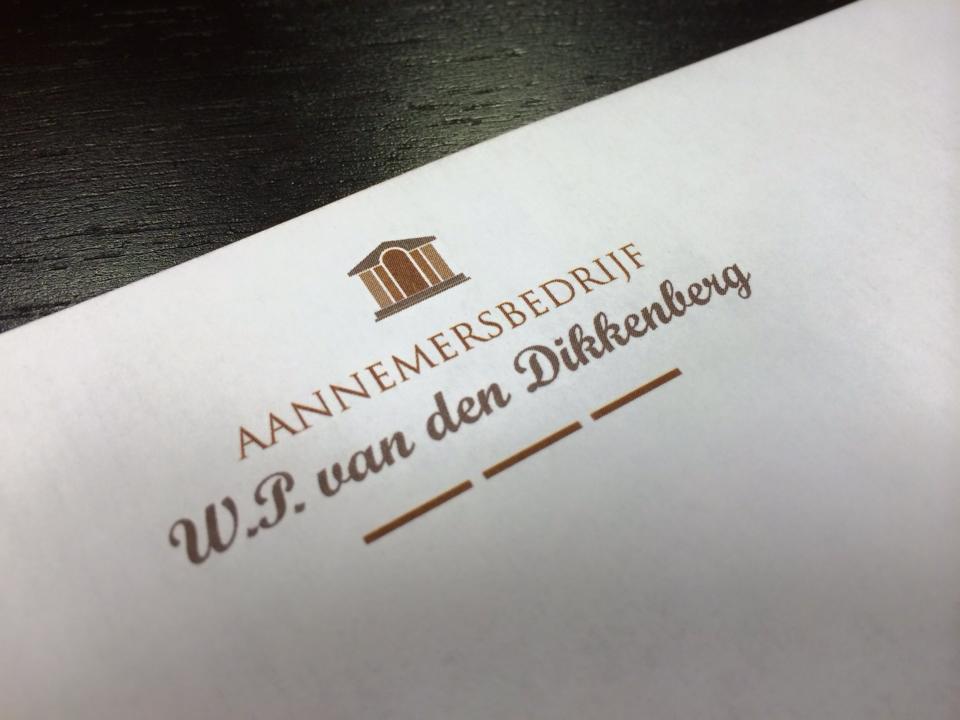 AANNEMERSBEDRIJF
W.P. van den Dikkenberg